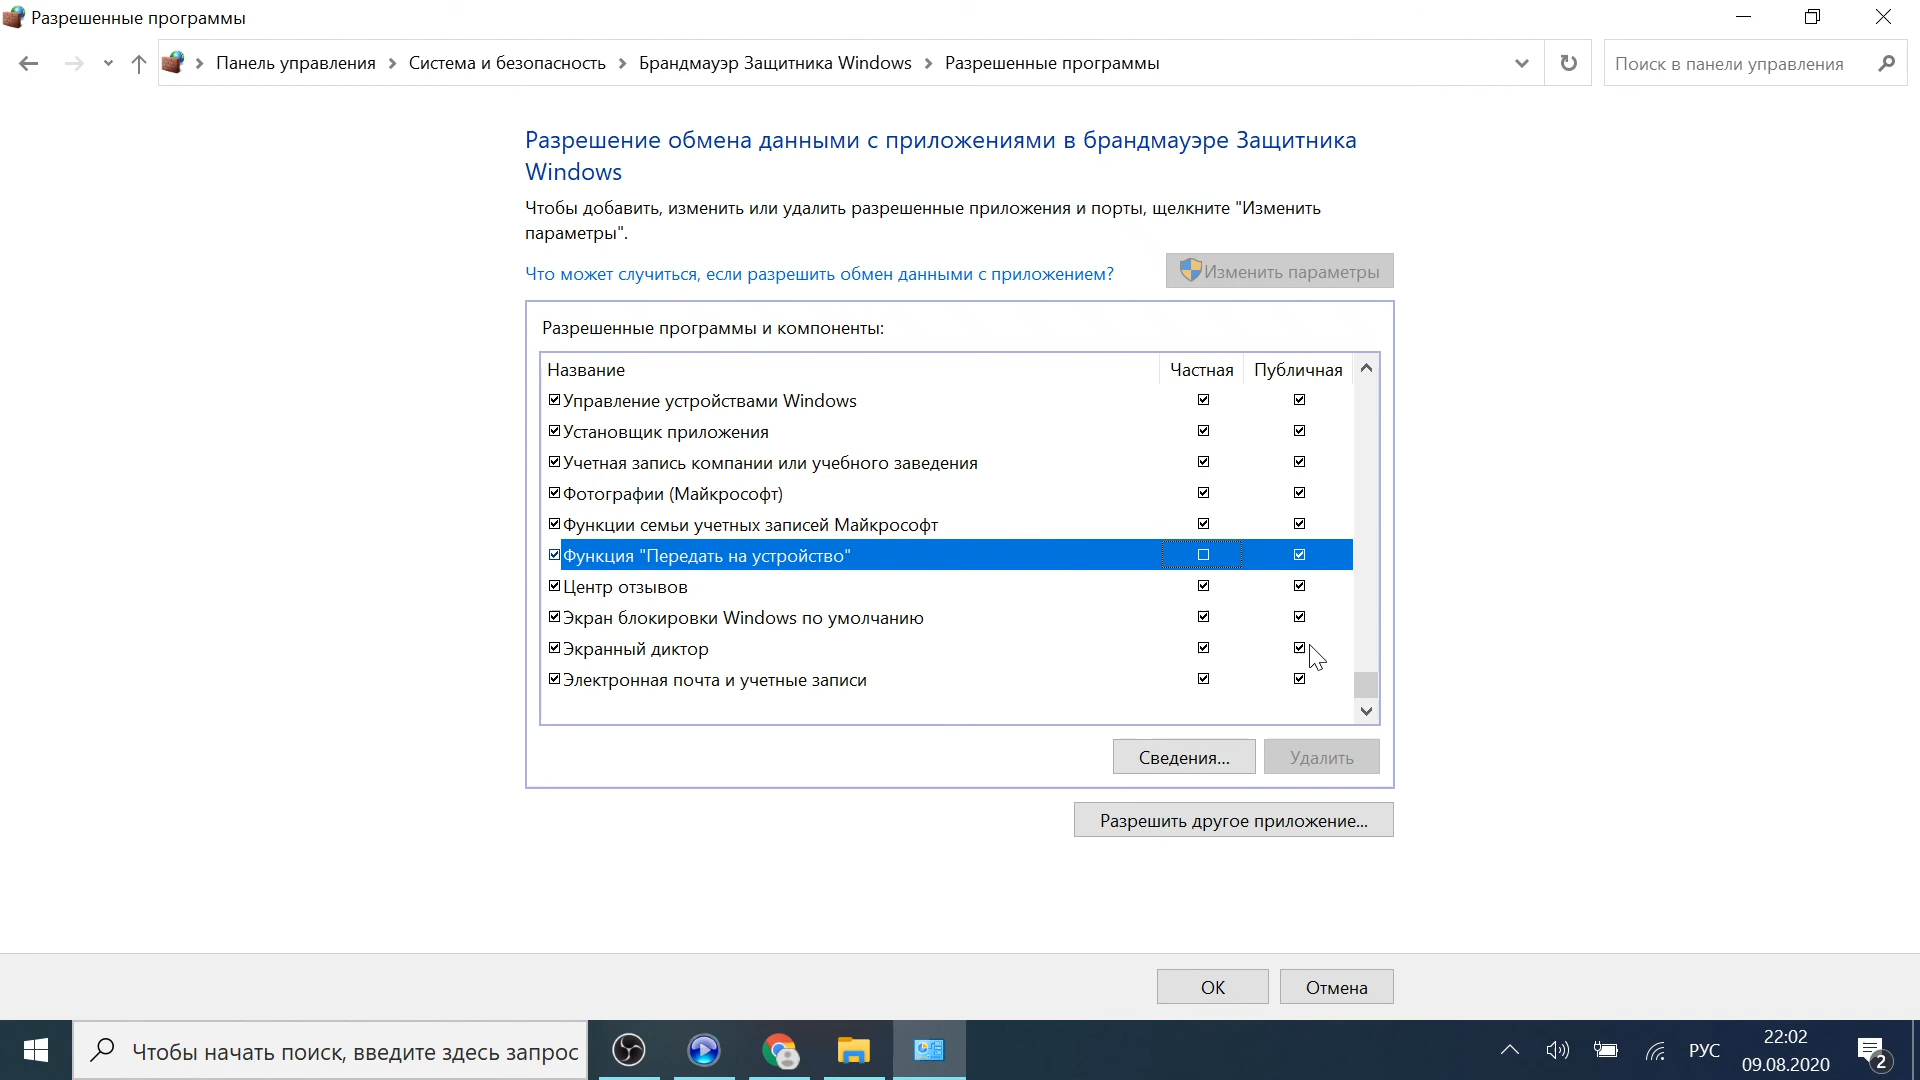 Разрешенные программы
Панель управления
Система и безопасность
Брандмауэр Защитника Windows
Разрешенные программы
Поиск в панели управления
Разрешение обмена данными с приложениями в брандмауэре Защитника
Windows
Чтобы добавить, изменить или удалить разрешенные приложения и порты, щелкните "Изменить
параметры".
Что может случиться, если разрешить обмен данными с приложением?
Изменить параметры
Разрешенные программы и компоненты:
Название
Частная
Публичная
Управление устройствами Windows
Установщик приложения
Учетная запись компании или учебного заведения
Фотографии (Майкрософт)
Функции семьи учетных записей Майкрософт
Функция "Передать на устройство"
Центр отзывов
Экран блокировки Windows по умолчанию
Экранный диктор
Электронная почта и учетные записи
Сведения...
Удалить
Разрешить другое приложение...
ОК
Отмена
Чтобы начать поиск, введите здесь запрос
РУС
22:02
09.08.2020
2